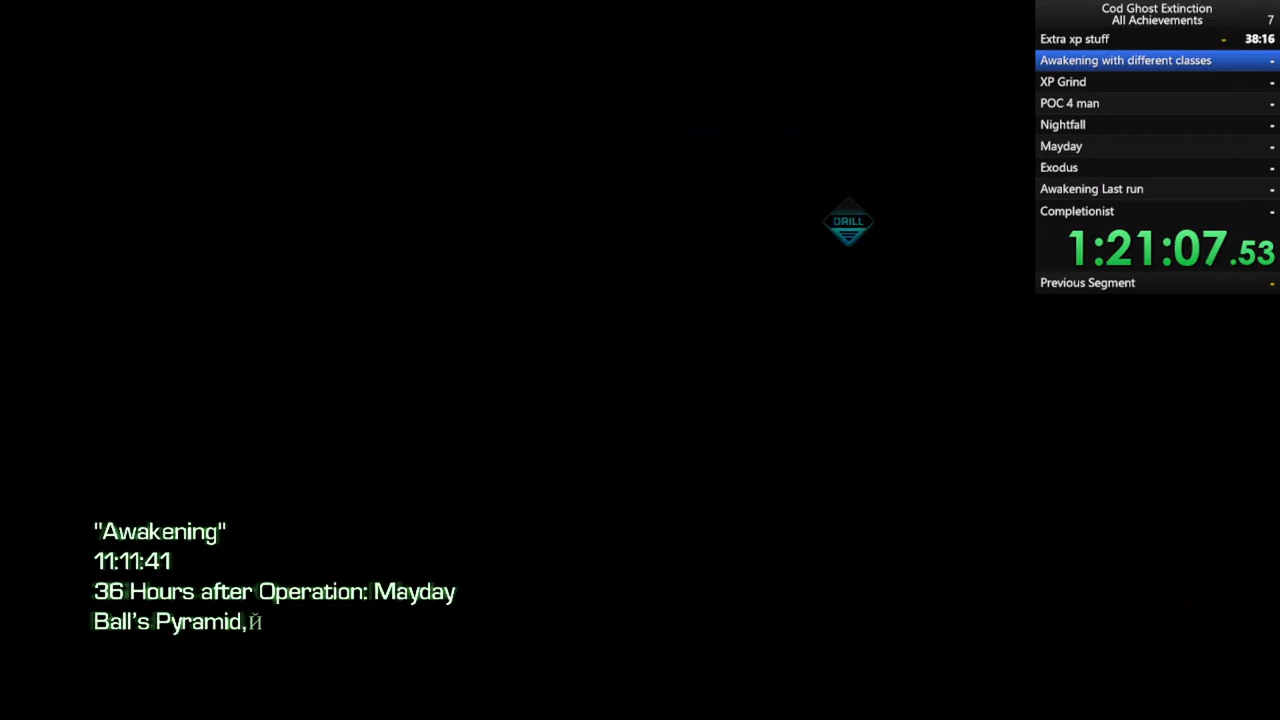 Cod Ghost Extinction
All Achievements 7
Extra xp stuff - 38:16
Awakening with different classes -
XP Grind -
POC 4 man -
Nightfall -
Mayday -
Exodus -
Awakening Last run -
Completionist -
1:21:07.53
Previous Segment -
DRILL
"Awakening"
11:11:41
36 Hours after Operation: Mayday
Ball's Pyramid,Й